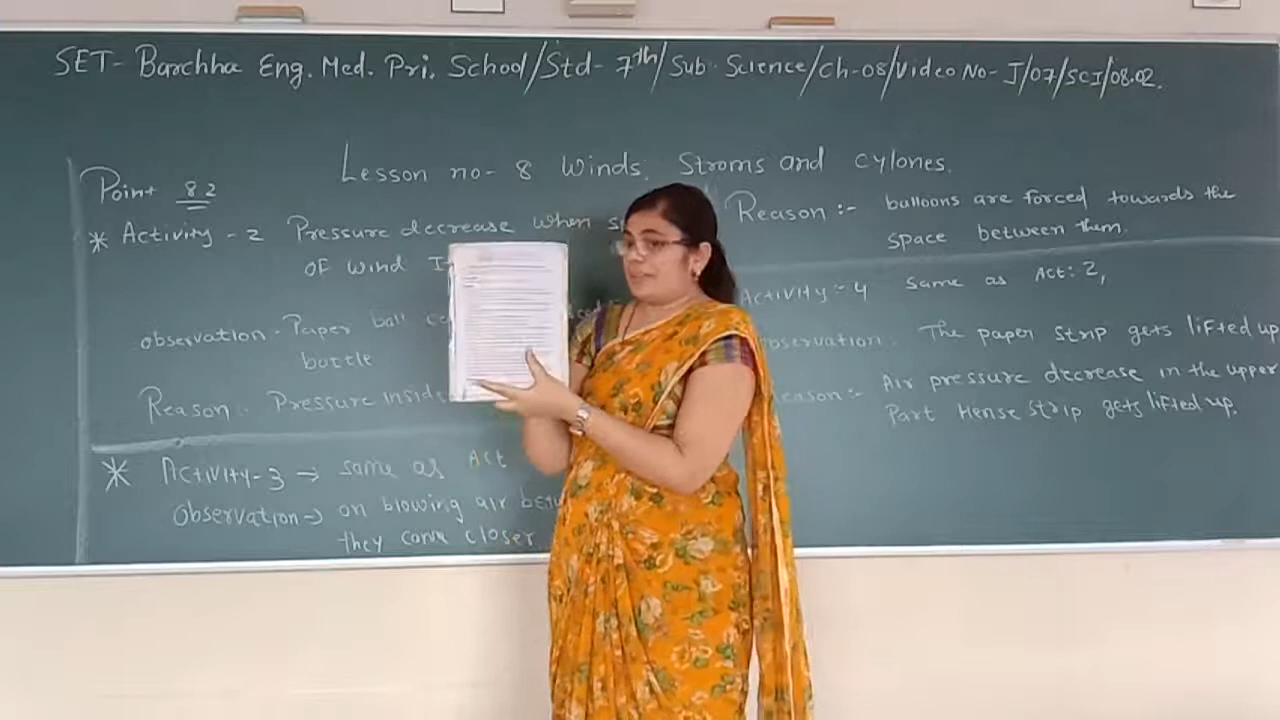 SET- Barchha Eng. Med. Pri. School/Std- 7th/Sub- Science/Ch-08/Video No- J/07/SCI/08.02.
Lesson no- 8 Winds. Stroms and cylones.
Point 8.2
* Activity - 2 Pressure decrease when
OF wind
observation - Paper ball
bottle
Reason :- Pressure inside
* Activity-3 → same as Act
Observation → on blowing air
they come closer
Reason :- balloons are forced towards the
space between them.
Activity :- 4 same as Act: 2,
observation. The paper strip gets lifted up
Reason :- Air pressure decrease in the upper
Part Hense strip gets lifted up.